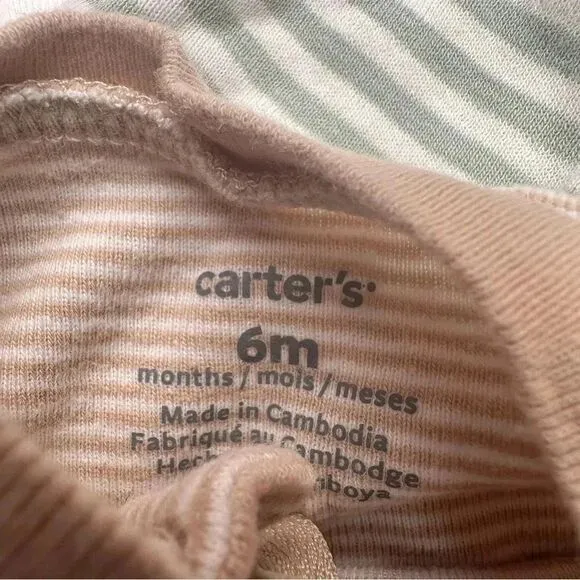 carter's
6m
months / mois / meses
Made in Cambodia
Fabriqué au Cambodge